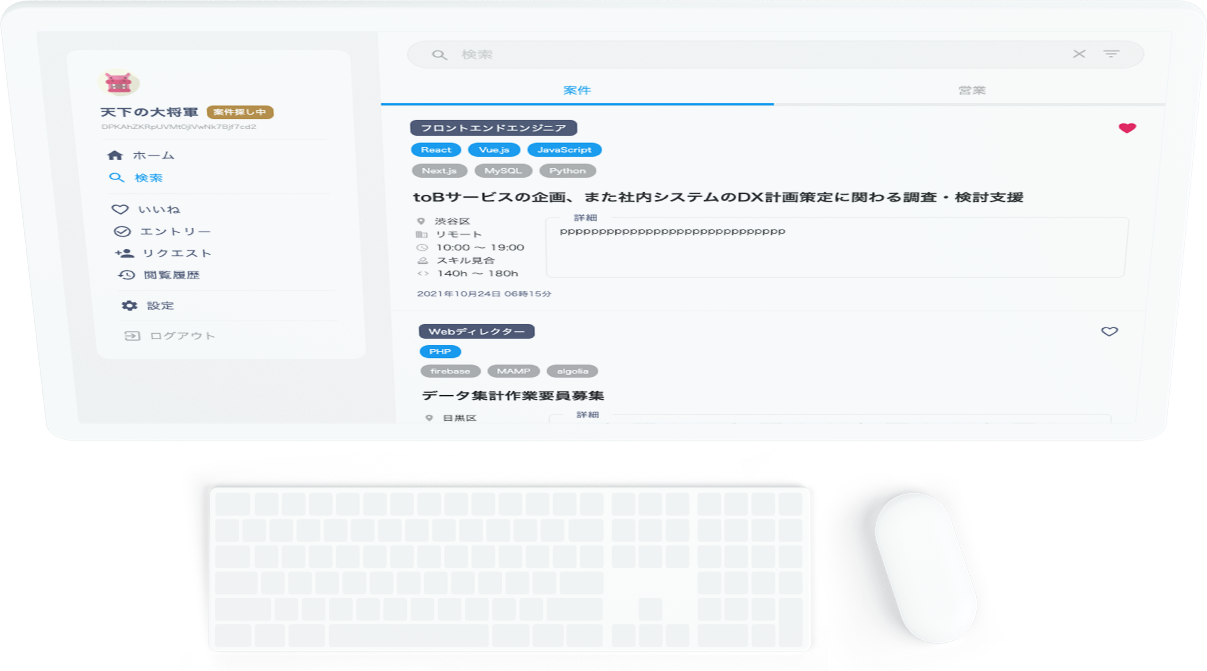 検索
案件
営業
天下の大将軍
案件探し中
ホーム
検索
いいね
エントリー
リクエスト
閲覧履歴
設定
ログアウト
フロントエンドエンジニア
React Vue.js JavaScript
Next.js MySQL Python
toBサービスの企画、また社内システムのDX計画策定に関わる調査・検討支援
渋谷区
リモート
10:00 〜 19:00
スキル見合
140h 〜 180h
詳細
ppppppppppppppppppppppppppppp
2021年10月24日 06時15分
Webディレクター
PHP
firebase MAMP algolia
データ集計作業要員募集
目黒区
詳細